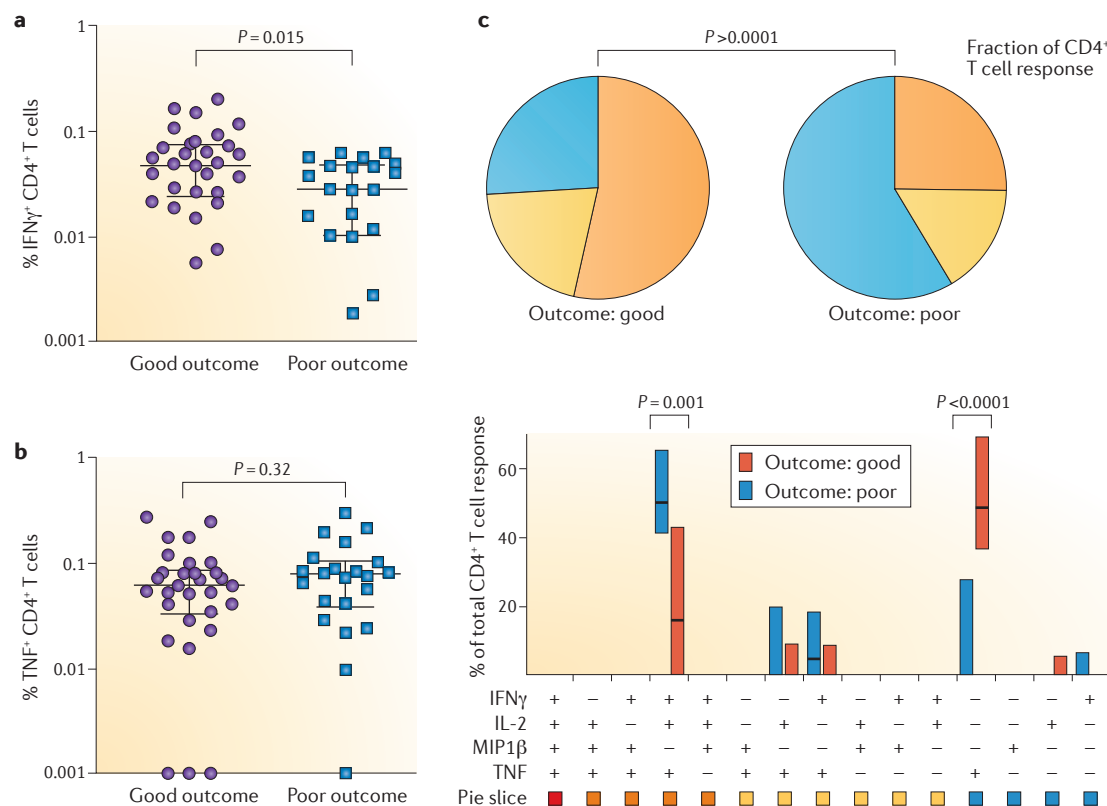 a
1
P = 0.015
0.1
% IFNγ⁺ CD4⁺ T cells
0.01
0.001
Good outcome Poor outcome
b
1
P = 0.32
0.1
% TNF⁺ CD4⁺ T cells
0.01
0.001
Good outcome Poor outcome
c
P >0.0001
Fraction of CD4⁺
T cell response
Outcome: good Outcome: poor
P = 0.001 P <0.0001
Outcome: good
Outcome: poor
60
40
20
% of total CD4⁺ T cell response
IFNγ + – + + + – – + – + + – – – +
IL-2 + + – + + – + – + – + – – + –
MIP1β + + + – + + – – + + – – + – –
TNF + + + + – + + + – – – + – – –
Pie slice